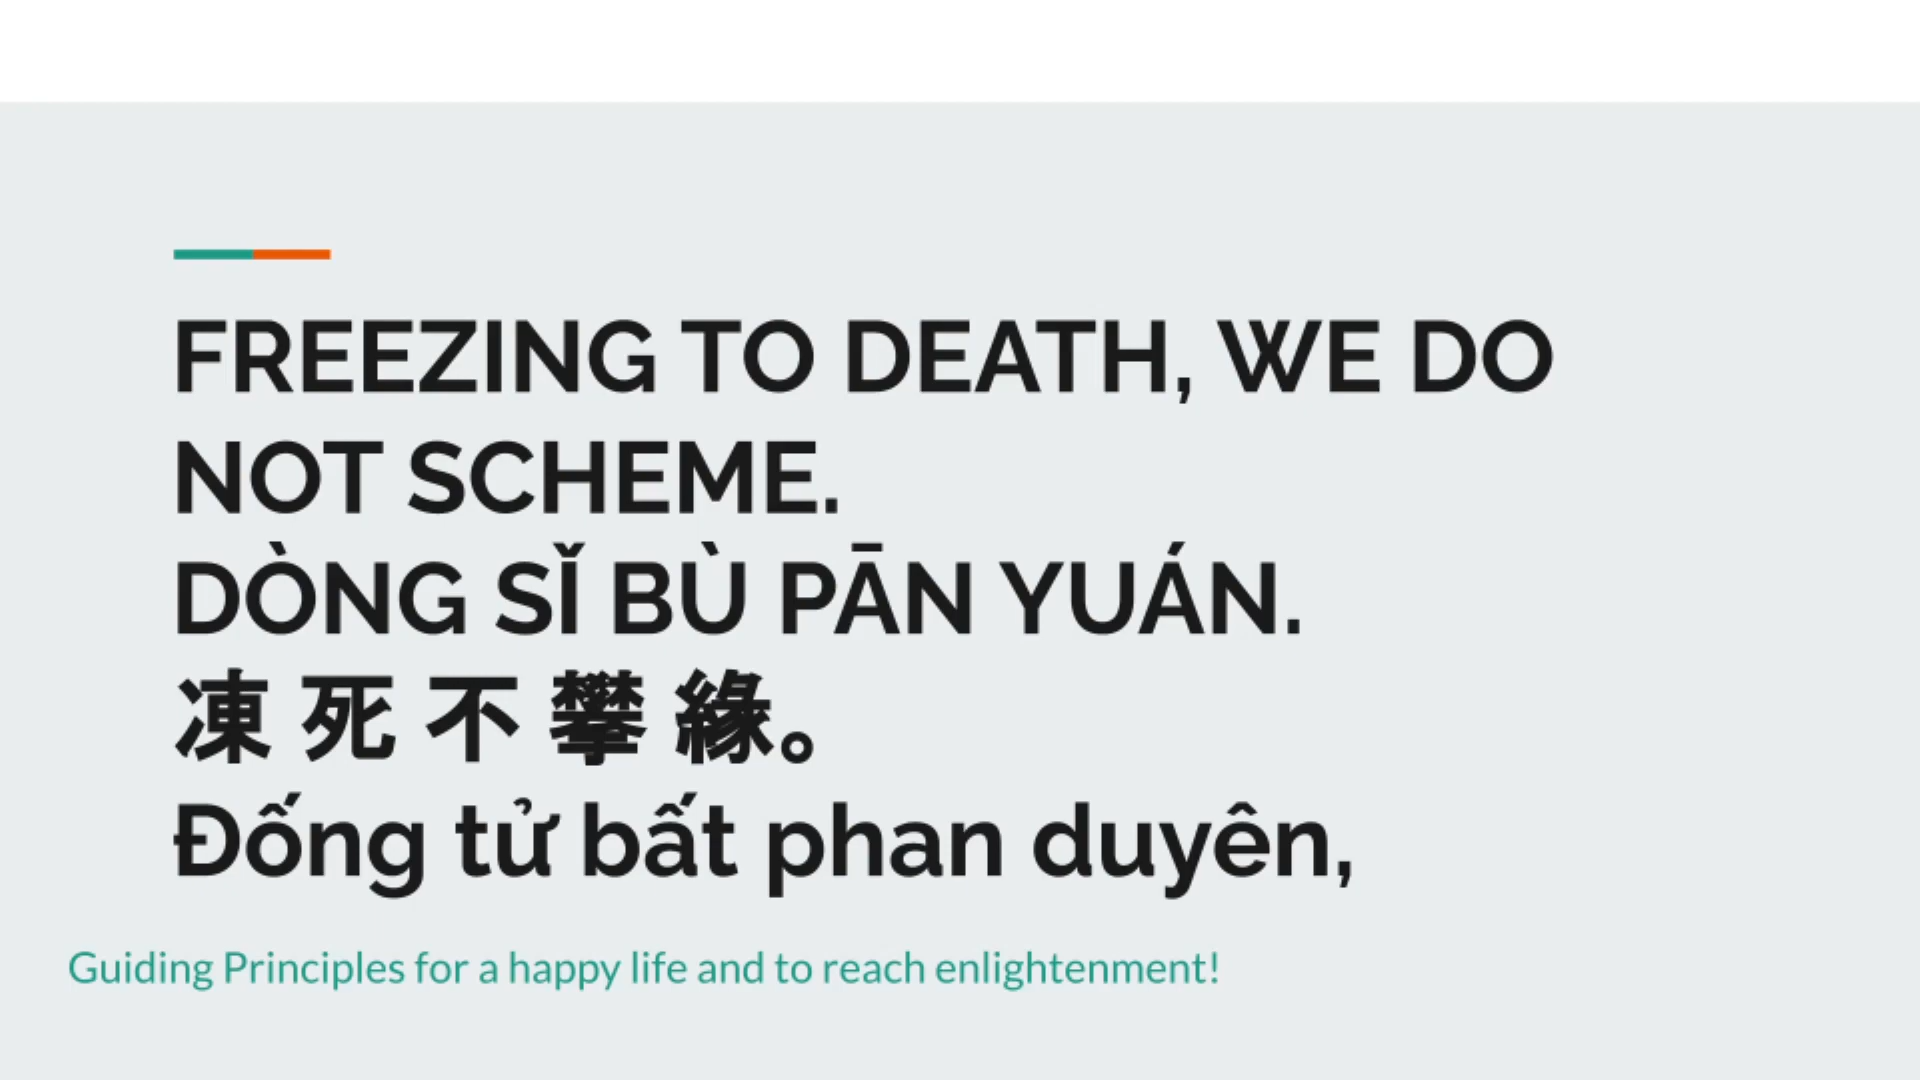 FREEZING TO DEATH, WE DO
NOT SCHEME.
DÒNG SǏ BÙ PĀN YUÁN.
凍 死 不 攀 緣。
Đống tử bất phan duyên,
Guiding Principles for a happy life and to reach enlightenment!